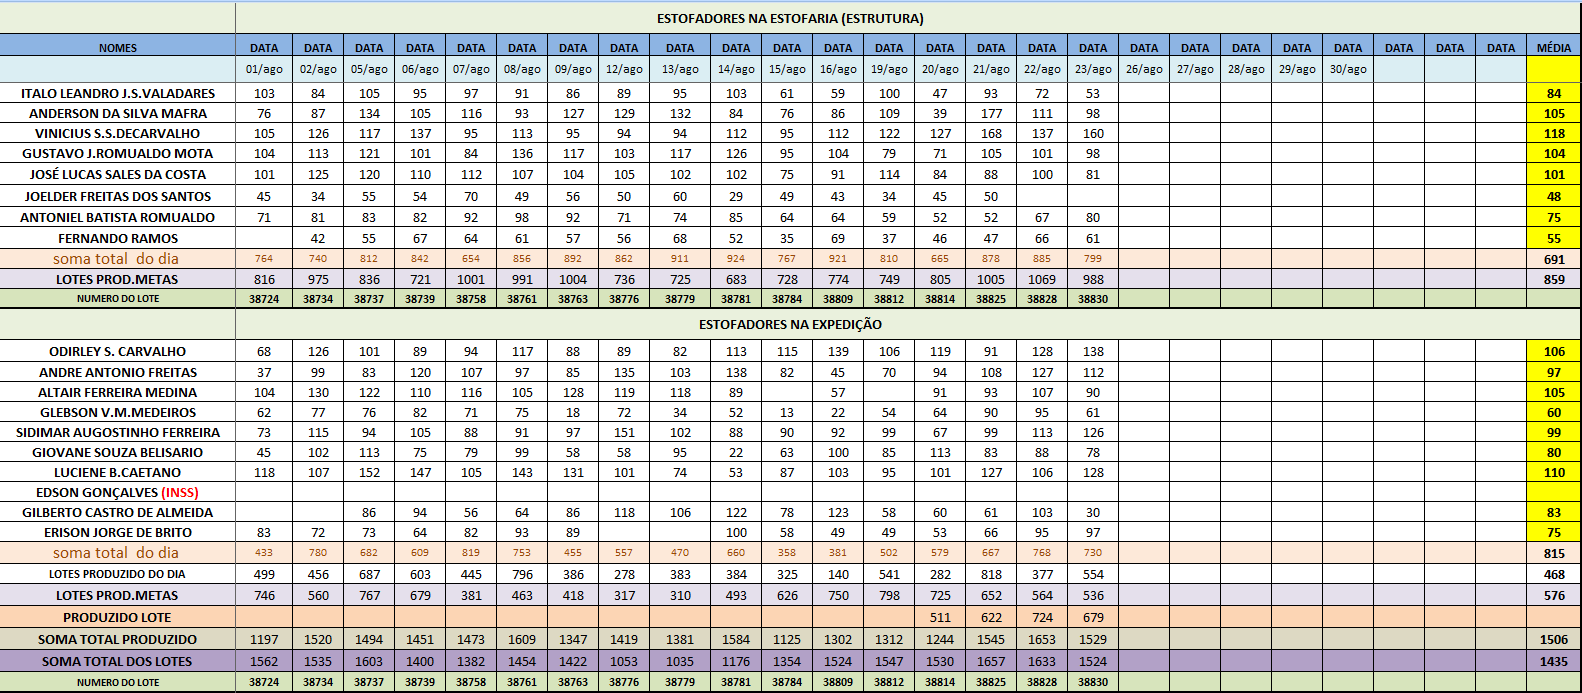 ESTOFADORES NA ESTOFARIA (ESTRUTURA)
NOMES DATA DATA DATA DATA DATA DATA DATA DATA DATA DATA DATA DATA DATA DATA DATA DATA DATA DATA DATA DATA DATA DATA DATA DATA DATA MÉDIA
01/ago 02/ago 05/ago 06/ago 07/ago 08/ago 09/ago 12/ago 13/ago 14/ago 15/ago 16/ago 19/ago 20/ago 21/ago 22/ago 23/ago 26/ago 27/ago 28/ago 29/ago 30/ago
ITALO LEANDRO J.S.VALADARES 103 84 105 95 97 91 86 89 95 103 61 59 100 47 93 72 53 84
ANDERSON DA SILVA MAFRA 76 87 134 105 116 93 127 129 132 84 76 86 109 39 177 111 98 105
VINICIUS S.S.DECARVALHO 105 126 117 137 95 113 95 94 94 112 95 112 122 127 168 137 160 118
GUSTAVO J.ROMUALDO MOTA 104 113 121 101 84 136 117 103 117 126 95 104 79 71 105 101 98 104
JOSÉ LUCAS SALES DA COSTA 101 125 120 110 112 107 104 105 102 102 75 91 114 84 88 100 81 101
JOELDER FREITAS DOS SANTOS 45 34 55 54 70 49 56 50 60 29 49 43 34 45 50 48
ANTONIEL BATISTA ROMUALDO 71 81 83 82 92 98 92 71 74 85 64 64 59 52 52 67 80 75
FERNANDO RAMOS 42 55 67 64 61 57 56 68 52 35 69 37 46 47 66 61 55
soma total do dia 764 740 812 842 654 856 892 862 911 924 767 921 810 665 878 885 799 691
LOTES PROD.METAS 816 975 836 721 1001 991 1004 736 725 683 728 774 749 805 1005 1069 988 859
NUMERO DO LOTE 38724 38734 38737 38739 38758 38761 38763 38776 38779 38781 38784 38809 38812 38814 38825 38828 38830
ESTOFADORES NA EXPEDIÇÃO
ODIRLEY S. CARVALHO 68 126 101 89 94 117 88 89 82 113 115 139 106 119 91 128 138 106
ANDRE ANTONIO FREITAS 37 99 83 120 107 97 85 135 103 138 82 45 70 94 108 127 112 97
ALTAIR FERREIRA MEDINA 104 130 122 110 116 105 128 119 118 89 57 91 93 107 90 105
GLEBSON V.M.MEDEIROS 62 77 76 82 71 75 18 72 34 52 13 22 54 64 90 95 61 60
SIDIMAR AUGOSTINHO FERREIRA 73 115 94 105 88 91 97 151 102 88 90 92 99 67 99 113 126 99
GIOVANE SOUZA BELISARIO 45 102 113 75 79 99 58 58 95 22 63 100 85 113 83 88 78 80
LUCIENE B.CAETANO 118 107 152 147 105 143 131 101 74 53 87 103 95 101 127 106 128 110
EDSON GONÇALVES (INSS)
GILBERTO CASTRO DE ALMEIDA 86 94 56 64 86 118 106 122 78 123 58 60 61 103 30 83
ERISON JORGE DE BRITO 83 72 73 64 82 93 89 100 58 49 49 53 66 95 97 75
soma total do dia 433 780 682 609 819 753 455 557 470 660 358 381 502 579 667 768 730 815
LOTES PRODUZIDO DO DIA 499 456 687 603 445 796 386 278 383 384 325 140 541 282 818 377 554 468
LOTES PROD.METAS 746 560 767 679 381 463 418 317 310 493 626 750 798 725 652 564 536 576
PRODUZIDO LOTE 511 622 724 679
SOMA TOTAL PRODUZIDO 1197 1520 1494 1451 1473 1609 1347 1419 1381 1584 1125 1302 1312 1244 1545 1653 1529 1506
SOMA TOTAL DOS LOTES 1562 1535 1603 1400 1382 1454 1422 1053 1035 1176 1354 1524 1547 1530 1657 1633 1524 1435
NUMERO DO LOTE 38724 38734 38737 38739 38758 38761 38763 38776 38779 38781 38784 38809 38812 38814 38825 38828 38830